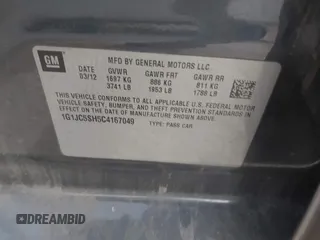 GM
MFD BY GENERAL MOTORS LLC
DATE GVWR GAWR FRT GAWR RR
03/12 1697 KG 886 KG 811 KG
3741 LB 1953 LB 1788 LB
THIS VEHICLE CONFORMS TO ALL APPLICABLE U.S. FEDERAL MOTOR
VEHICLE SAFETY, BUMPER, AND THEFT PREVENTION STANDARDS
IN EFFECT ON THE DATE OF MANUFACTURE SHOWN ABOVE.
1G1JC5SH5C4167049
TYPE: PASS CAR
DREAMBID